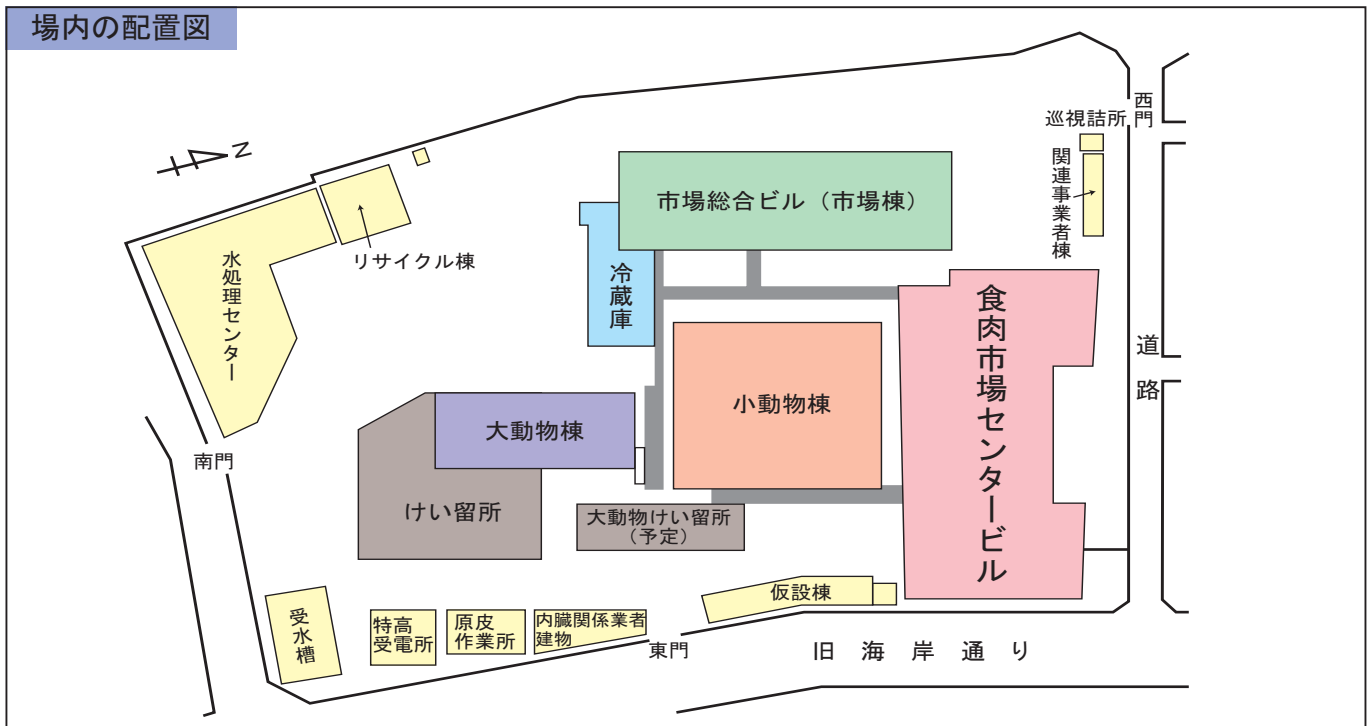 場内の配置図
N
西門
巡視詰所
関連事業者棟
市場総合ビル（市場棟）
リサイクル棟
水処理センター
冷蔵庫
食肉市場センタービル
道路
小動物棟
大動物棟
南門
けい留所
大動物けい留所
（予定）
仮設棟
受水槽
特高
受電所
原皮
作業所
内臓関係業者
建物
東門
旧海岸通り